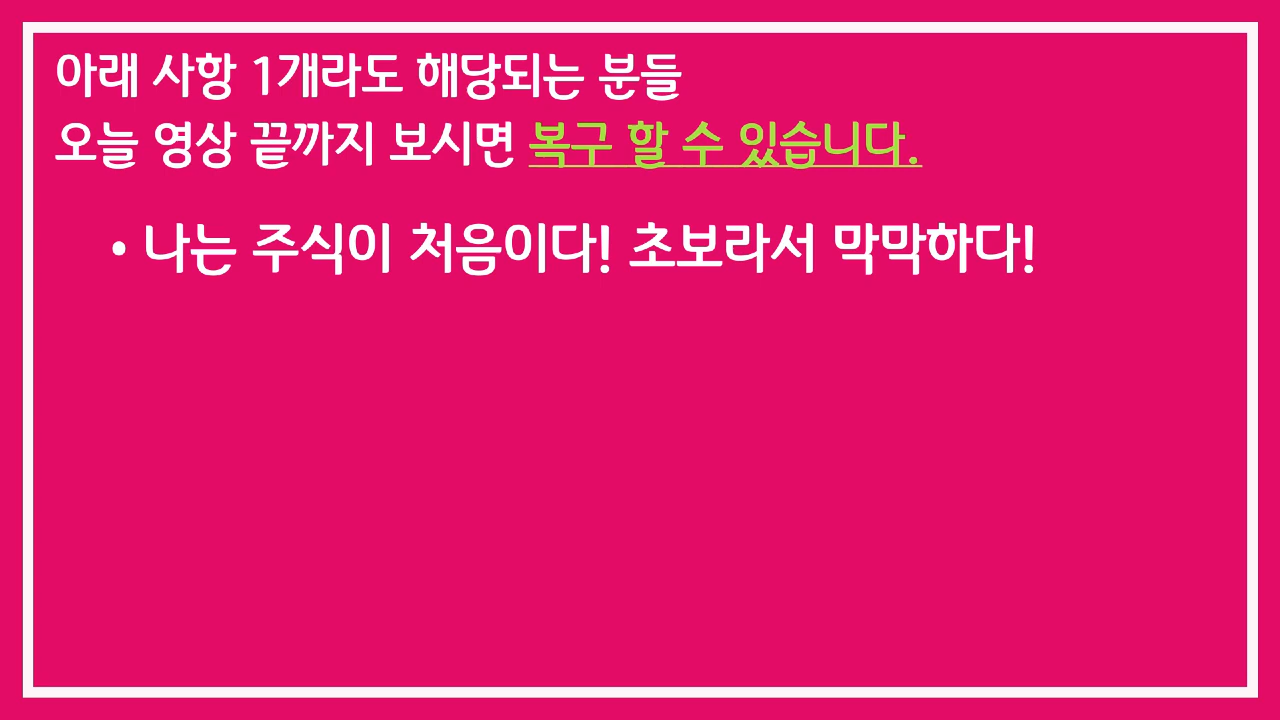 아래 사항 1개라도 해당되는 분들
오늘 영상 끝까지 보시면 복구 할 수 있습니다.
• 나는 주식이 처음이다! 초보라서 막막하다!